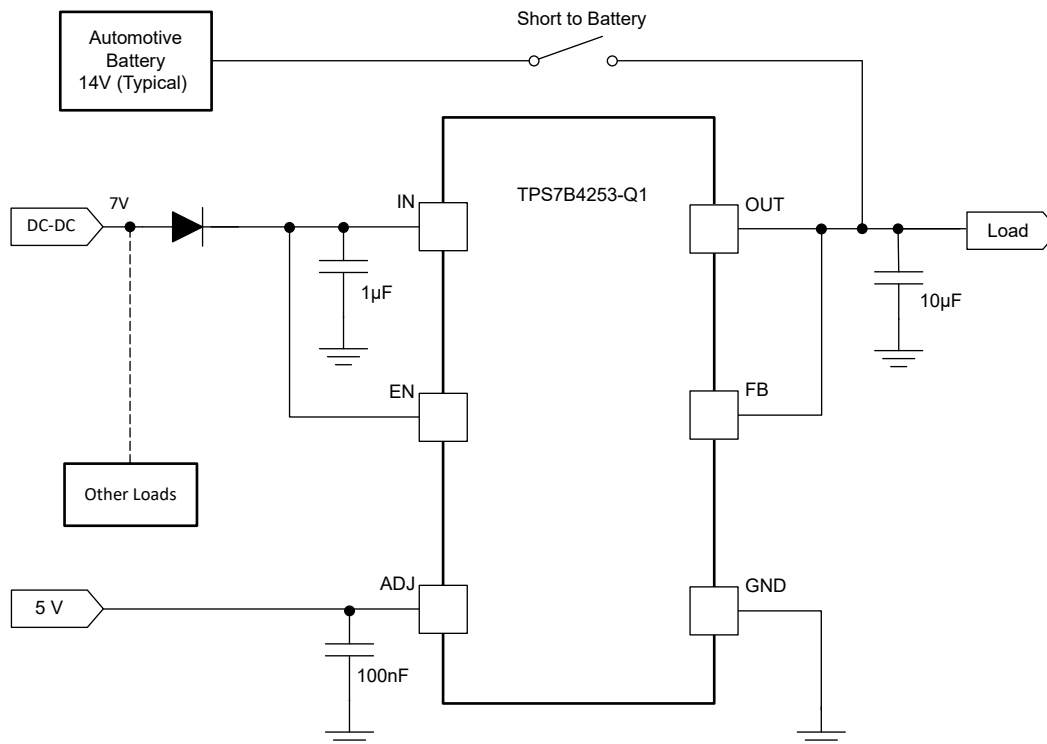 Short to Battery
Automotive
Battery
14V (Typical)
TPS7B4253-Q1
7V
IN
OUT
DC-DC
Load
1µF
10µF
EN
FB
Other Loads
ADJ
GND
5 V
100nF